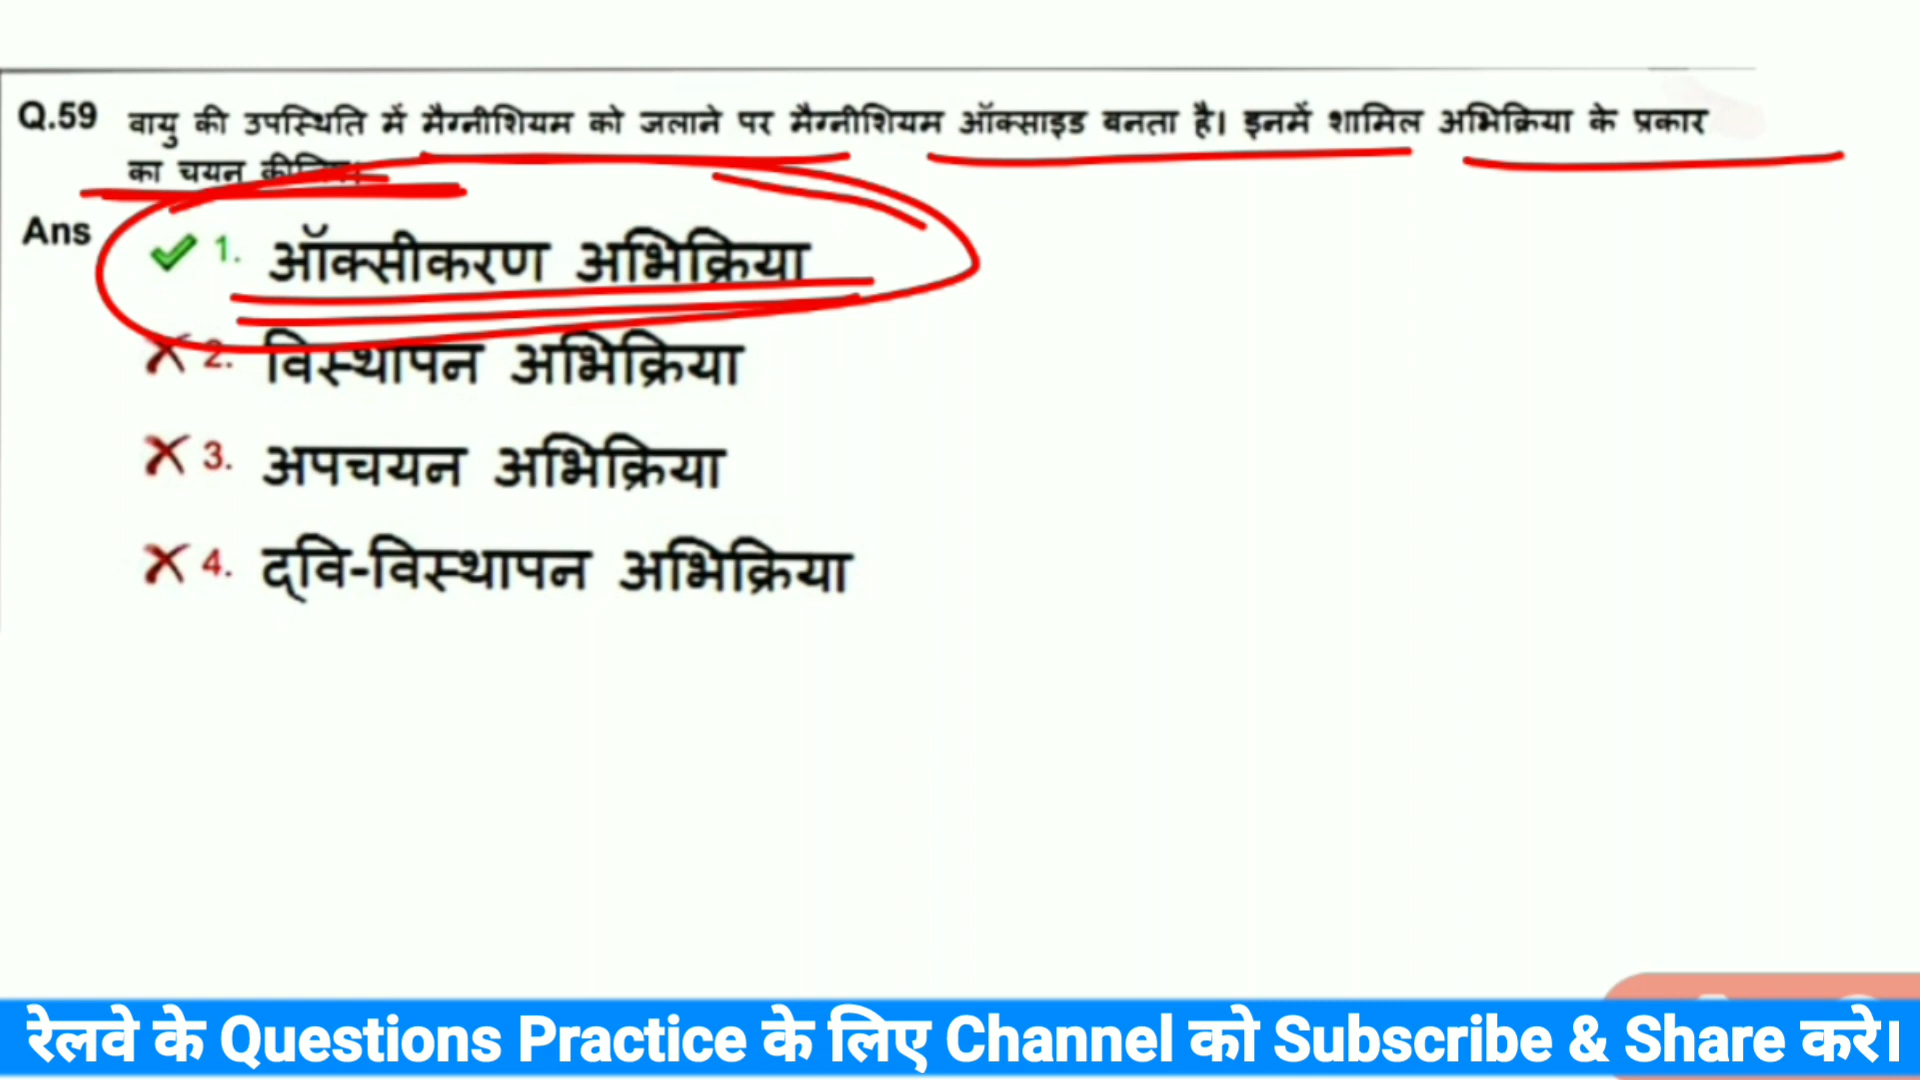 Q.59 वायु की उपस्थिति में मैग्नीशियम को जलाने पर मैग्नीशियम ऑक्साइड बनता है। इनमें शामिल अभिक्रिया के प्रकार
का चयन कीजिए।
Ans 1. ऑक्सीकरण अभिक्रिया
2. विस्थापन अभिक्रिया
3. अपचयन अभिक्रिया
4. द्वि-विस्थापन अभिक्रिया
रेलवे के Questions Practice के लिए Channel को Subscribe & Share करे।